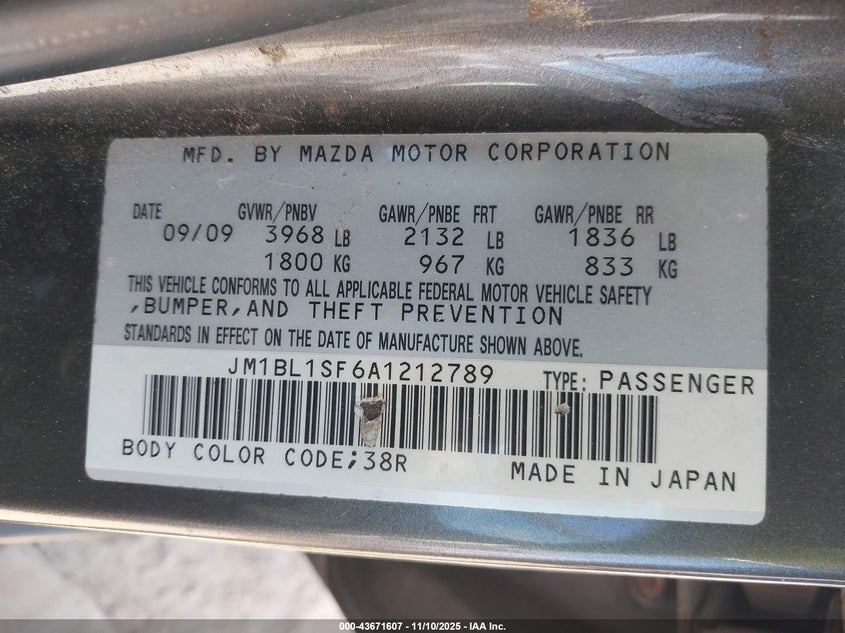 MFD. BY MAZDA MOTOR CORPORATION
DATE GVWR/PNBV GAWR/PNBE FRT GAWR/PNBE RR
09/09 3968 LB 2132 LB 1836 LB
1800 KG 967 KG 833 KG
THIS VEHICLE CONFORMS TO ALL APPLICABLE FEDERAL MOTOR VEHICLE SAFETY
,BUMPER,AND THEFT PREVENTION
STANDARDS IN EFFECT ON THE DATE OF MANUFACTURE SHOWN ABOVE.
JM1BL1SF6A1212789 TYPE: PASSENGER
BODY COLOR CODE;38R
MADE IN JAPAN
000-43671607 - 11/10/2025 - IAA Inc.